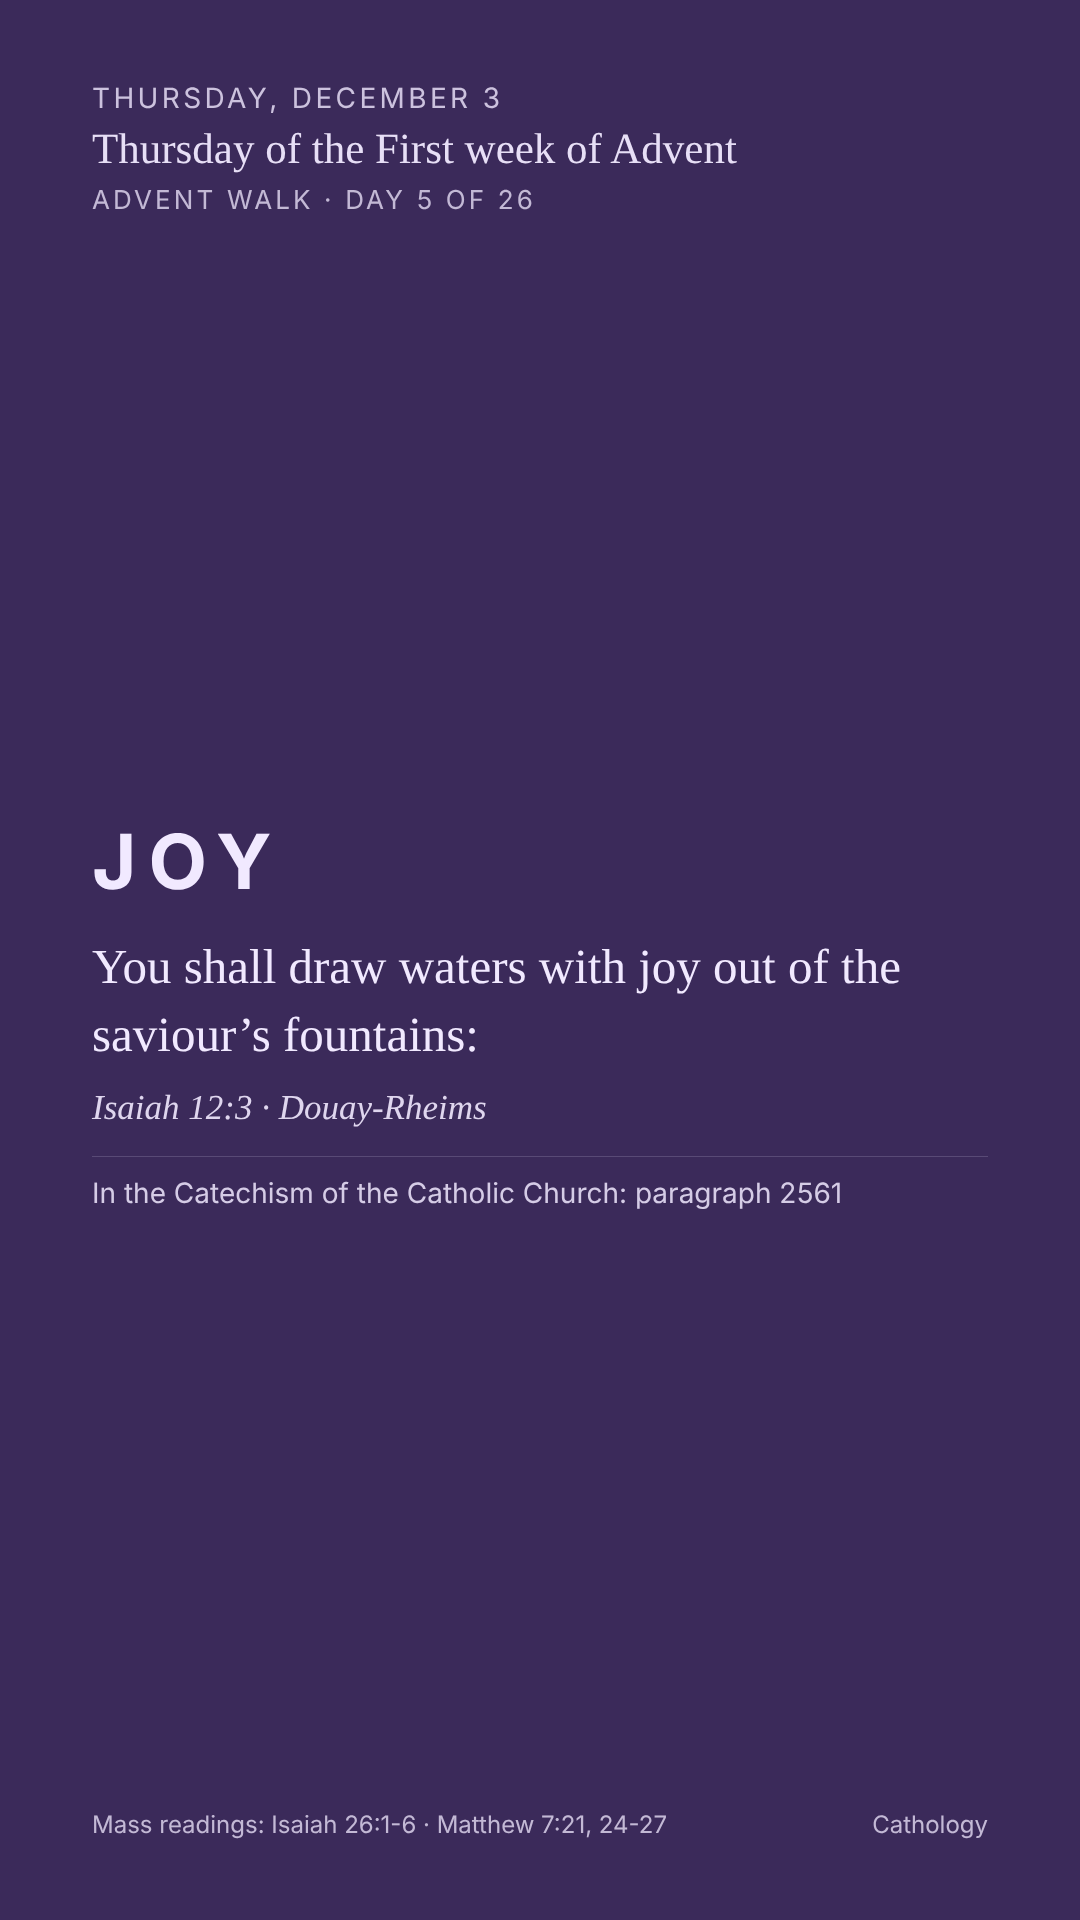 THURSDAY, DECEMBER 3
Thursday of the First week of Advent
ADVENT WALK · DAY 5 OF 26
JOY
You shall draw waters with joy out of the
saviour’s fountains:
Isaiah 12:3 · Douay-Rheims
In the Catechism of the Catholic Church: paragraph 2561
Mass readings: Isaiah 26:1-6 · Matthew 7:21, 24-27
Cathology